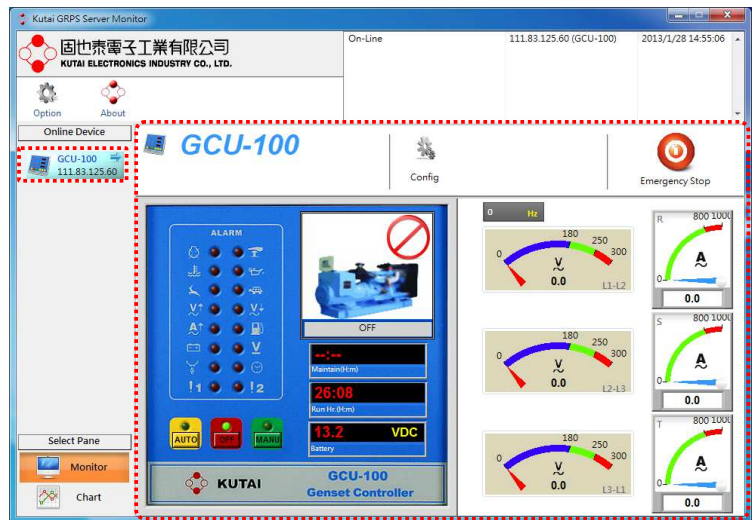 Kutai GRPS Server Monitor
固也泰電子工業有限公司
KUTAI ELECTRONICS INDUSTRY CO., LTD.
On-Line 111.83.125.60 (GCU-100) 2013/1/28 14:55:06
Option About
Online Device
GCU-100
111.83.125.60
GCU-100
Config
Emergency Stop
ALARM
V↑ V↓
A↑
V
!1 !2
OFF
--:--
Maintain(H:m)
26:08
Run Hr.(H:m)
13.2 VDC
Battery
AUTO OFF MANU
KUTAI
GCU-100
Genset Controller
0 Hz
0 180 250 300
V
0.0
L1-L2
R 800 1000
A
0
0.0
0 180 250 300
V
0.0
L2-L3
S 800 1000
A
0
0.0
0 180 250 300
V
0.0
L3-L1
T 800 1000
A
0
0.0
Select Pane
Monitor
Chart